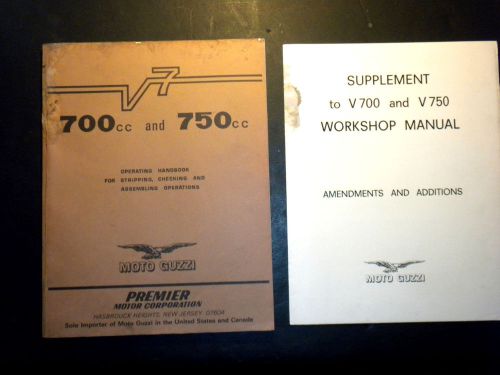 V7
700cc and 750cc
OPERATING HANDBOOK
FOR STRIPPING, CHECKING AND
ASSEMBLING OPERATIONS
MOTO GUZZI
PREMIER
MOTOR CORPORATION
HASBROUCK HEIGHTS, NEW JERSEY 07604
Sole Importer of Moto Guzzi in the United States and Canada
SUPPLEMENT
to V700 and V750
WORKSHOP MANUAL
AMENDMENTS AND ADDITIONS
MOTO GUZZI